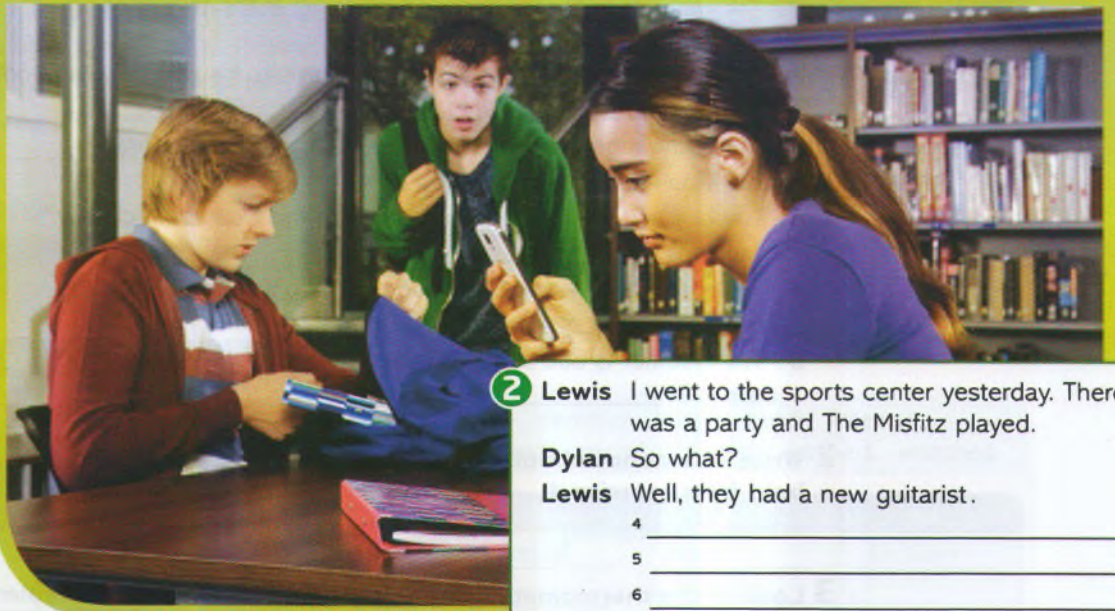 2 Lewis I went to the sports center yesterday. There
was a party and The Misfitz played.
Dylan So what?
Lewis Well, they had a new guitarist.
4
5
6